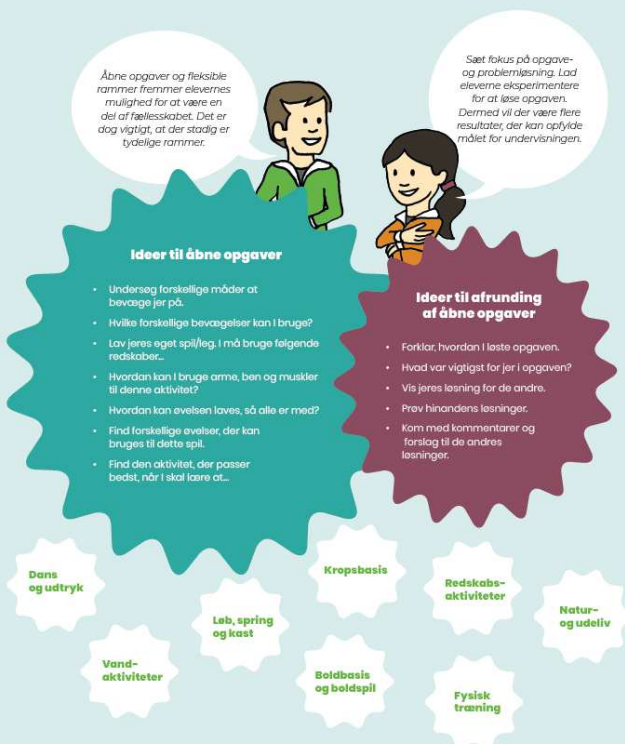 Åbne opgaver og fleksible
rammer fremmer elevernes
mulighed for at være en
del af fællesskabet. Det er
dog vigtigt, at der stadig er
tydelige rammer.
Sæt fokus på opgave-
og problemløsning. Lad
eleverne eksperimentere
for at løse opgaven.
Dermed vil der være flere
resultater, der kan opfylde
målet for undervisningen.
Ideer til åbne opgaver
• Undersøg forskellige måder at
bevæge jer på.
• Hvilke forskellige bevægelser kan I bruge?
• Lav jeres eget spil/leg. I må bruge følgende
redskaber...
• Hvordan kan I bruge arme, ben og muskler
til denne aktivitet?
• Hvordan kan øvelsen laves, så alle er med?
• Find forskellige øvelser, der kan
bruges til dette spil.
• Find den aktivitet, der passer
bedst, når I skal lære at...
Ideer til afrunding
af åbne opgaver
• Forklar, hvordan I løste opgaven.
• Hvad var vigtigst for jer i opgaven?
• Vis jeres løsning for de andre.
• Prøv hinandens løsninger.
• Kom med kommentarer og
forslag til de andres
løsninger.
Dans
og udtryk
Kropsbasis
Redskabs-
aktiviteter
Natur-
og udeliv
Løb, spring
og kast
Vand-
aktiviteter
Boldbasis
og boldspil
Fysisk
træning